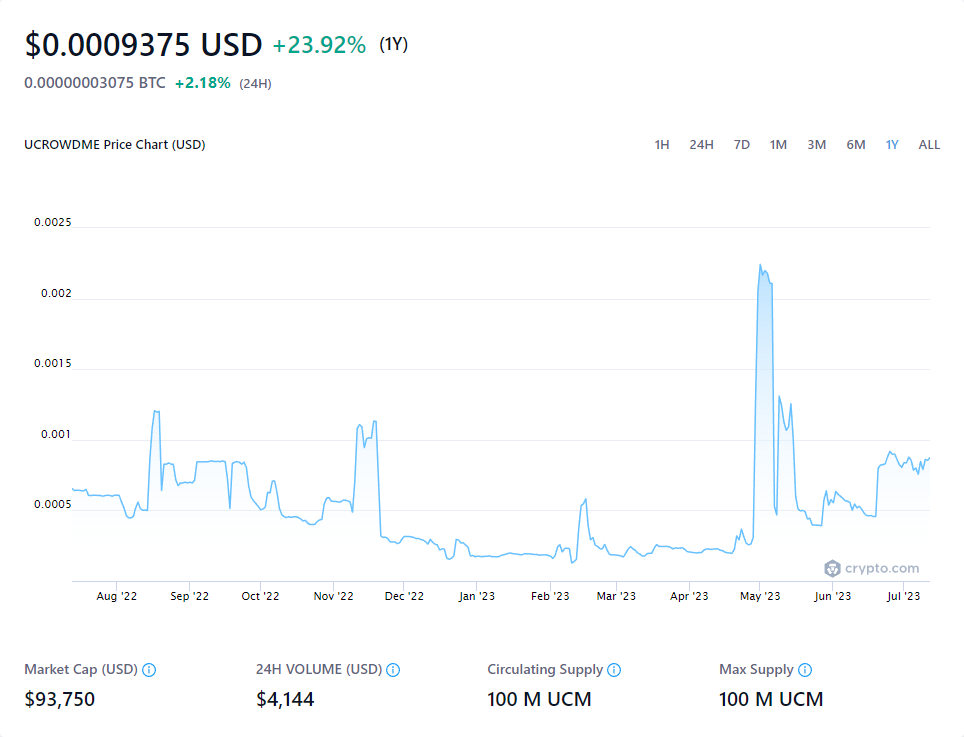 $0.0009375 USD +23.92% (1Y)
0.00000003075 BTC +2.18% (24H)
UCROWDME Price Chart (USD) 1H 24H 7D 1M 3M 6M 1Y ALL
0.0025
0.002
0.0015
0.001
0.0005
crypto.com
Aug '22 Sep '22 Oct '22 Nov '22 Dec '22 Jan '23 Feb '23 Mar '23 Apr '23 May '23 Jun '23 Jul '23
Market Cap (USD) 24H VOLUME (USD) Circulating Supply Max Supply
$93,750 $4,144 100 M UCM 100 M UCM